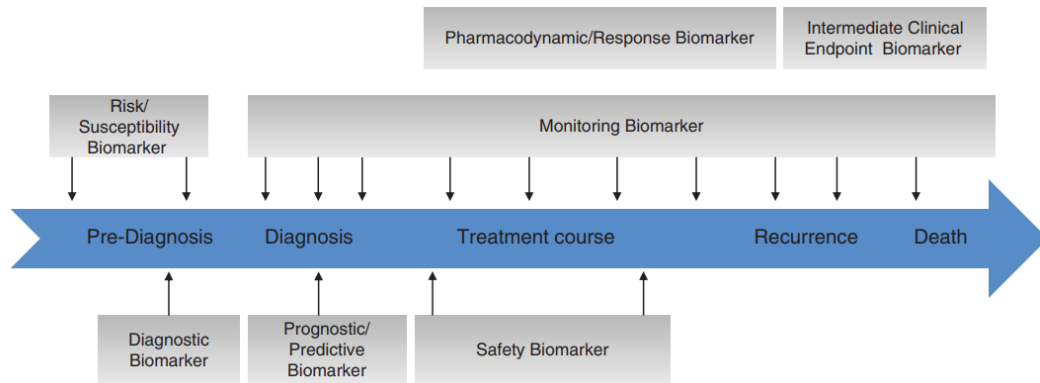 Pharmacodynamic/Response Biomarker
Intermediate Clinical
Endpoint Biomarker
Risk/
Susceptibility
Biomarker
Monitoring Biomarker
Pre-Diagnosis
Diagnosis
Treatment course
Recurrence
Death
Diagnostic
Biomarker
Prognostic/
Predictive
Biomarker
Safety Biomarker